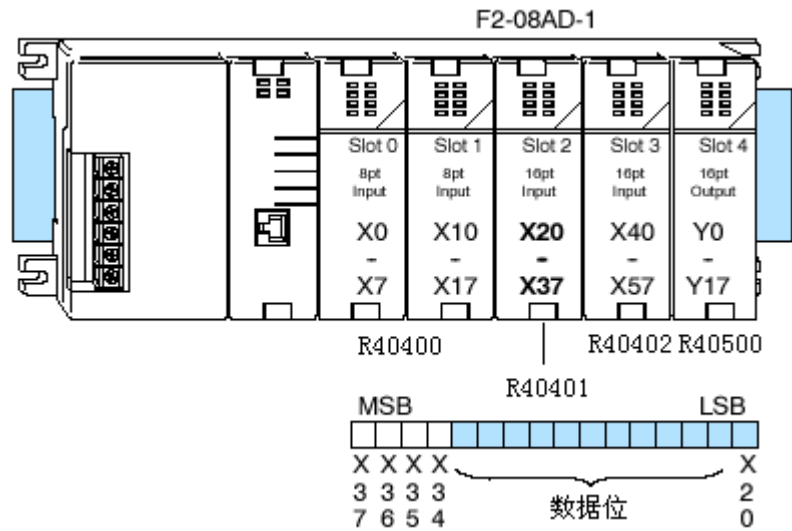 F2-08AD-1
Slot 0 Slot 1 Slot 2 Slot 3 Slot 4
8pt 8pt 16pt 16pt 16pt
Input Input Input Input Output
X0 X10 X20 X40 Y0
- - - - -
X7 X17 X37 X57 Y17
R40400 R40402 R40500
R40401
MSB LSB
X X X X X
3 3 3 3 2
7 6 5 4 0
数据位